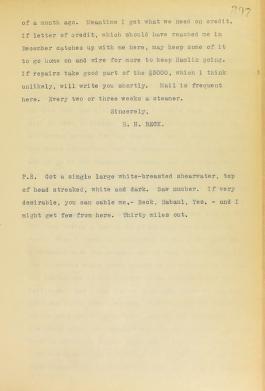 297
of a month ago. Meantime I get what we need on credit,
if letter of credit, which should have reached me in
December catches up with me here, may keep some of it
to go home on and wire for more to keep Hamlin going.
If repairs take good part of the $3000, which I think
unlikely, will write you shortly. Mail is frequent
here. Every two or three weeks a steamer.
Sincerely,
R. H. BECK.
P.S. Got a single large white-breasted shearwater, top
of head streaked, white and dark. Saw number. If very
desirable, you can cable me,- Beck, Rabaul, Yes, - and I
might get few from here. Thirty miles out.